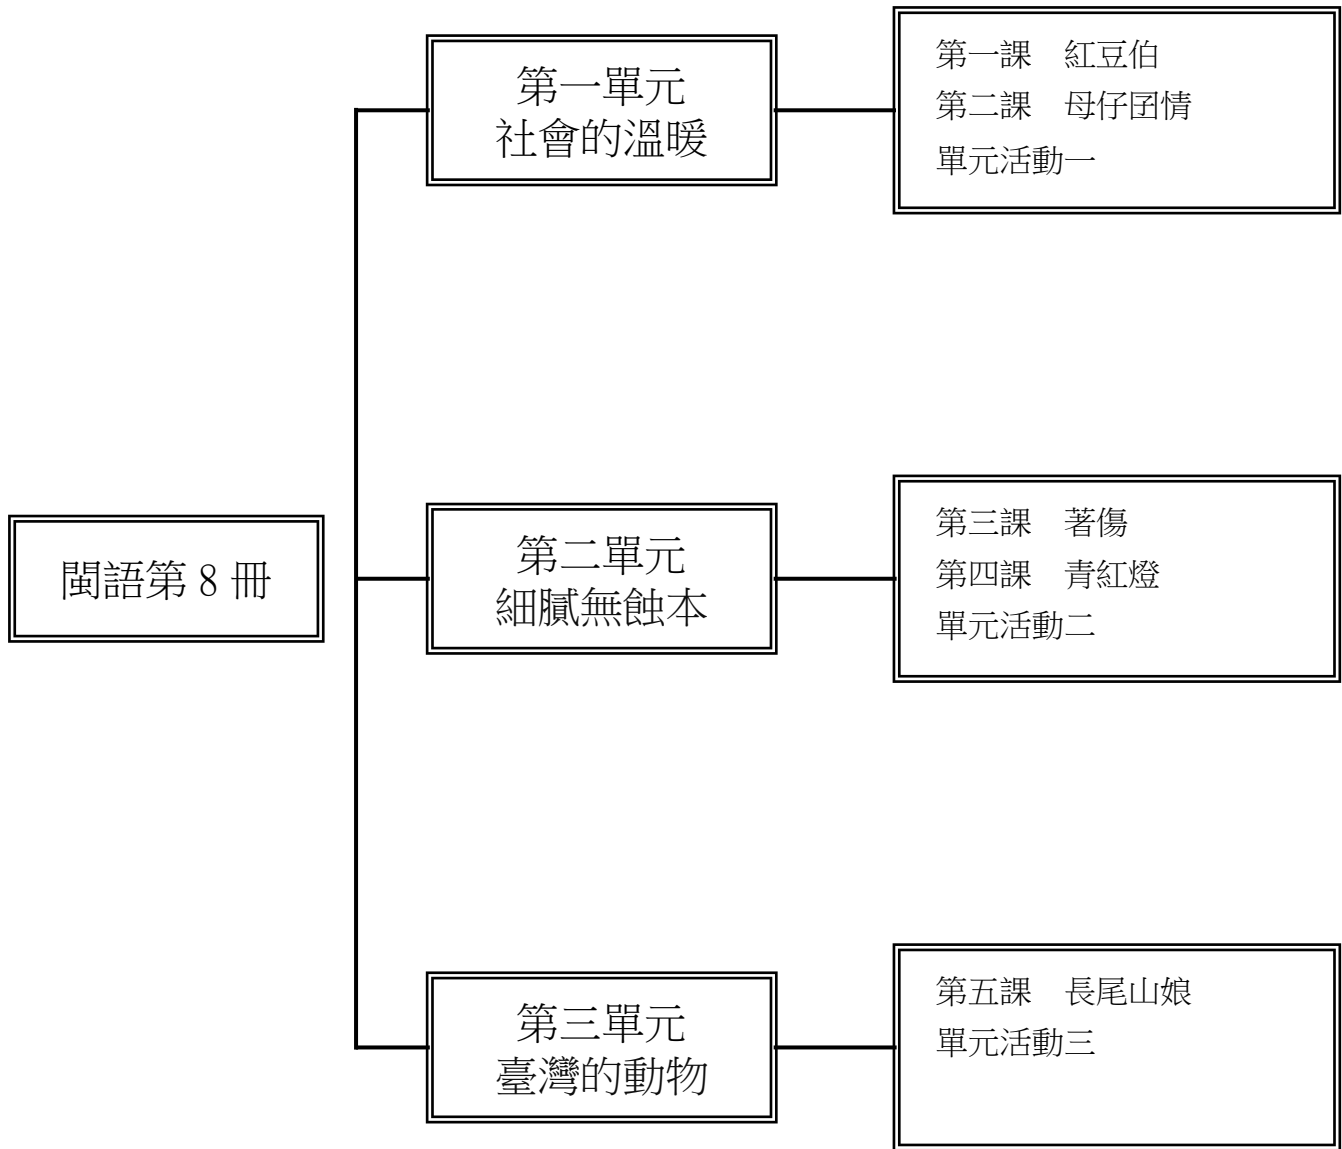 閩語第 8 冊
第一單元
社會的溫暖
第一課　紅豆伯
第二課　母仔囝情
單元活動一
第二單元
細膩無蝕本
第三課　著傷
第四課　青紅燈
單元活動二
第三單元
臺灣的動物
第五課　長尾山娘
單元活動三